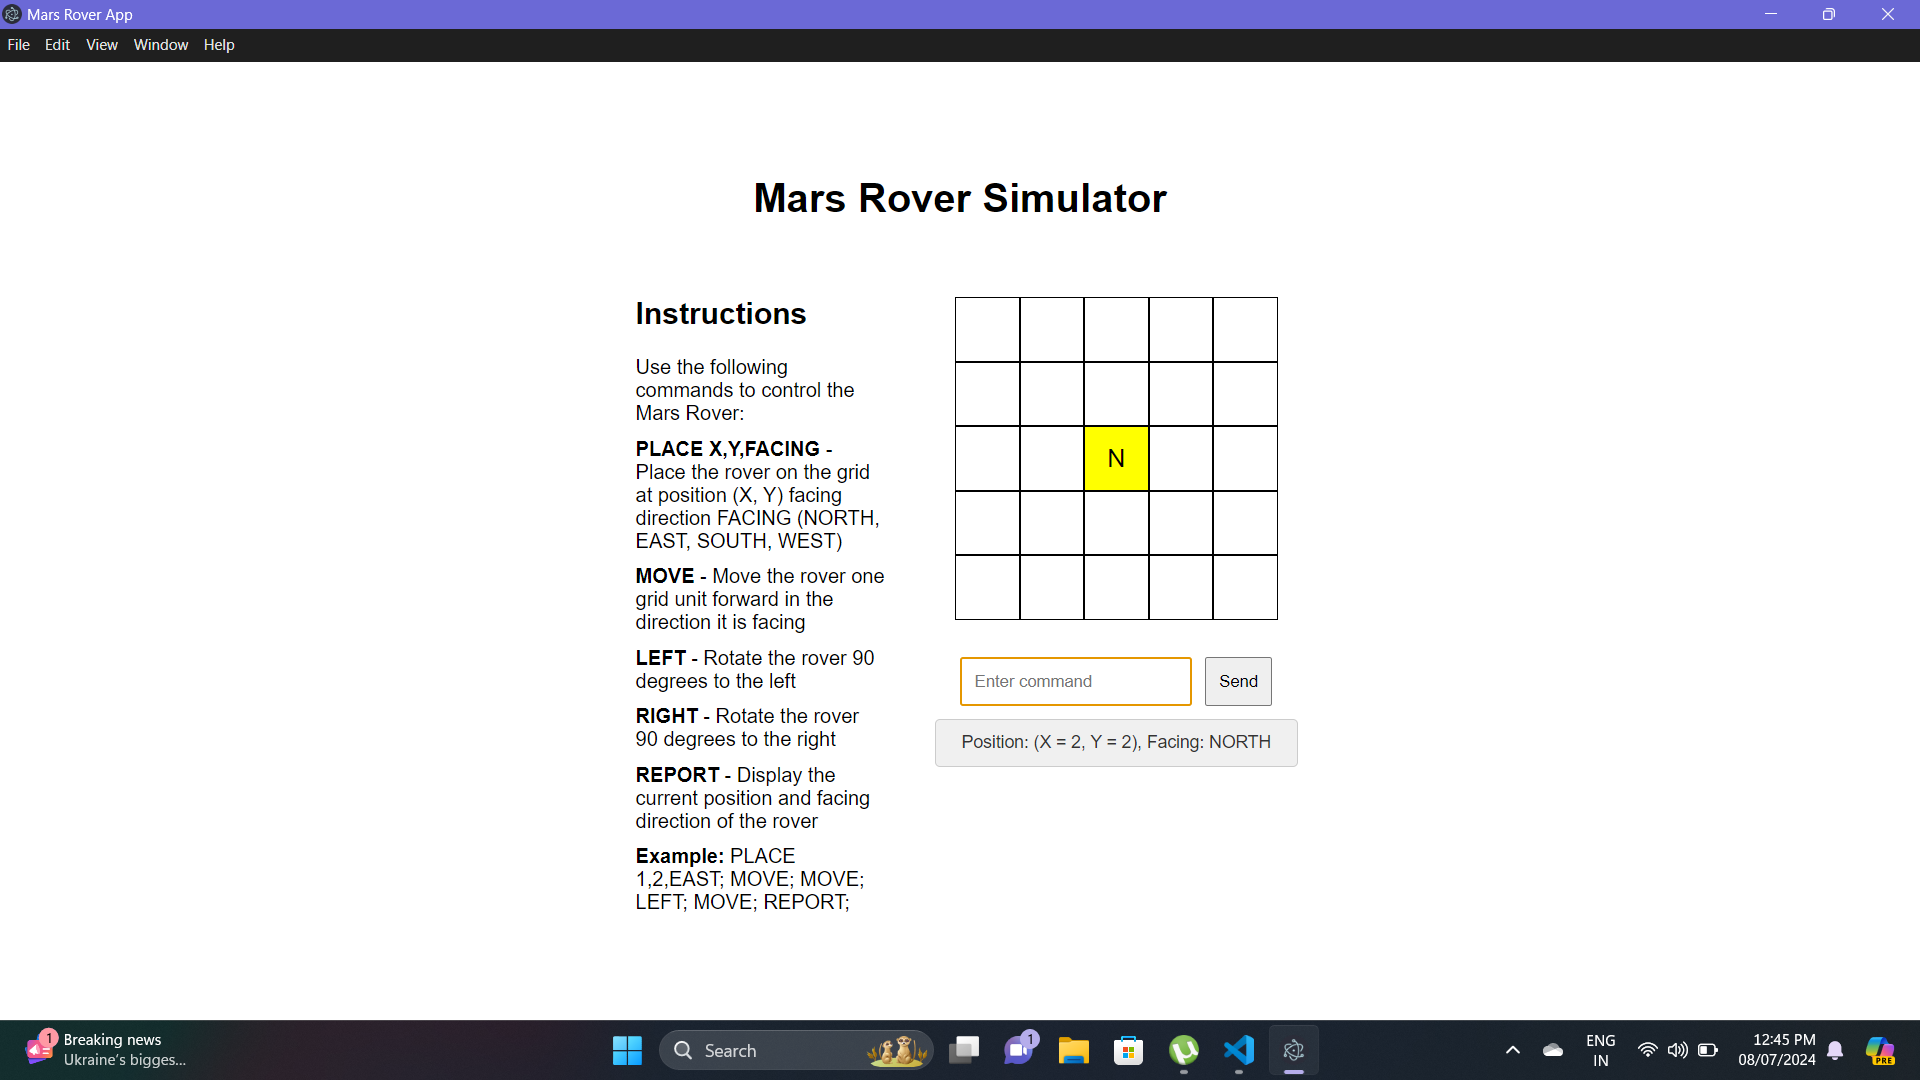 Mars Rover App
File Edit View Window Help
Mars Rover Simulator
Instructions
Use the following
commands to control the
Mars Rover:
PLACE X,Y,FACING -
Place the rover on the grid
at position (X, Y) facing
direction FACING (NORTH,
EAST, SOUTH, WEST)
MOVE - Move the rover one
grid unit forward in the
direction it is facing
LEFT - Rotate the rover 90
degrees to the left
RIGHT - Rotate the rover
90 degrees to the right
REPORT - Display the
current position and facing
direction of the rover
Example: PLACE
1,2,EAST; MOVE; MOVE;
LEFT; MOVE; REPORT;
N
Enter command
Send
Position: (X = 2, Y = 2), Facing: NORTH
1
Breaking news
Ukraine's bigges...
Search
1
ENG
IN
12:45 PM
08/07/2024
PRE